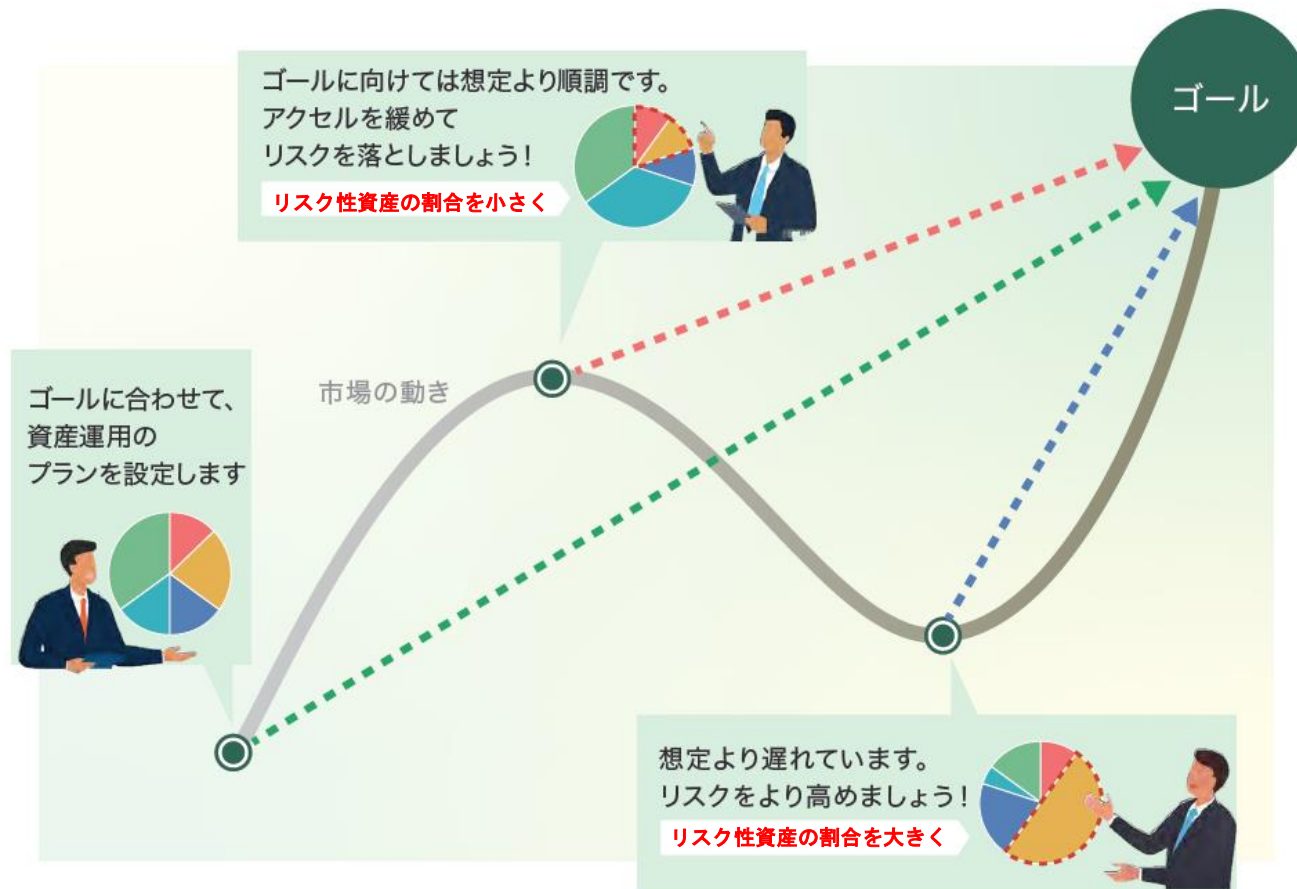 ゴールに向けては想定より順調です。
アクセルを緩めて
リスクを落としましょう！
リスク性資産の割合を小さく
ゴール
市場の動き
ゴールに合わせて、
資産運用の
プランを設定します
想定より遅れています。
リスクをより高めましょう！
リスク性資産の割合を大きく